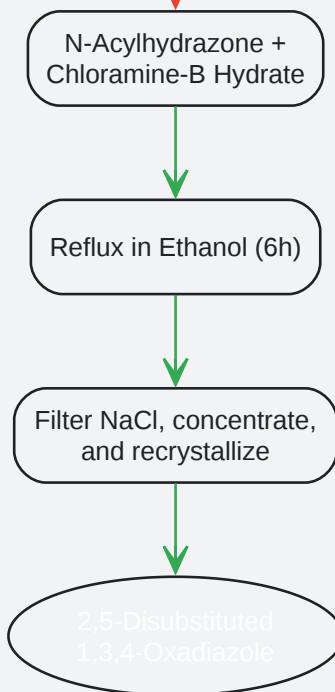 N-Acylhydrazone +
Chloramine-B Hydrate
Reflux in Ethanol (6h)
Filter NaCl, concentrate,
and recrystallize
2,5-Disubstituted
1,3,4-Oxadiazole